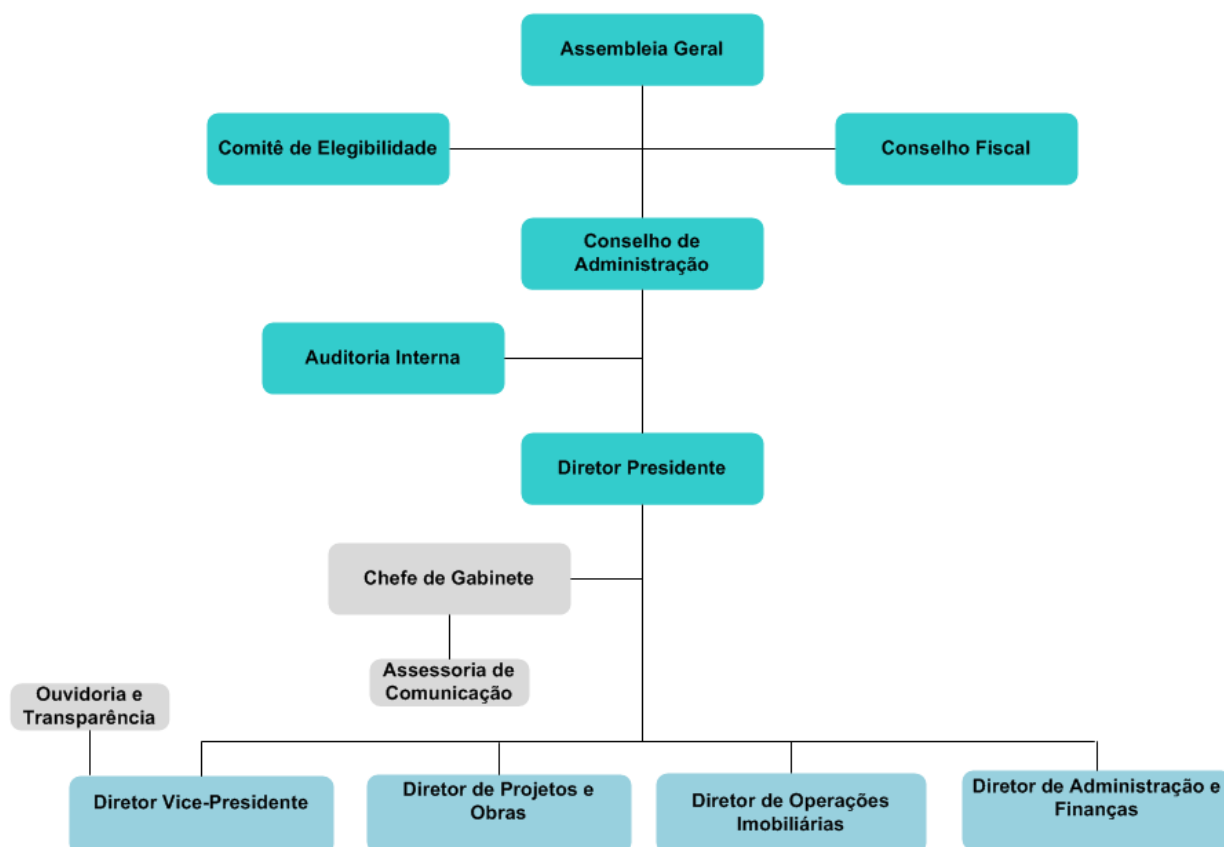 Assembleia Geral
Comitê de Elegibilidade
Conselho Fiscal
Conselho de
Administração
Auditoria Interna
Diretor Presidente
Chefe de Gabinete
Assessoria de
Comunicação
Ouvidoria e
Transparência
Diretor Vice-Presidente
Diretor de Projetos e
Obras
Diretor de Operações
Imobiliárias
Diretor de Administração e
Finanças